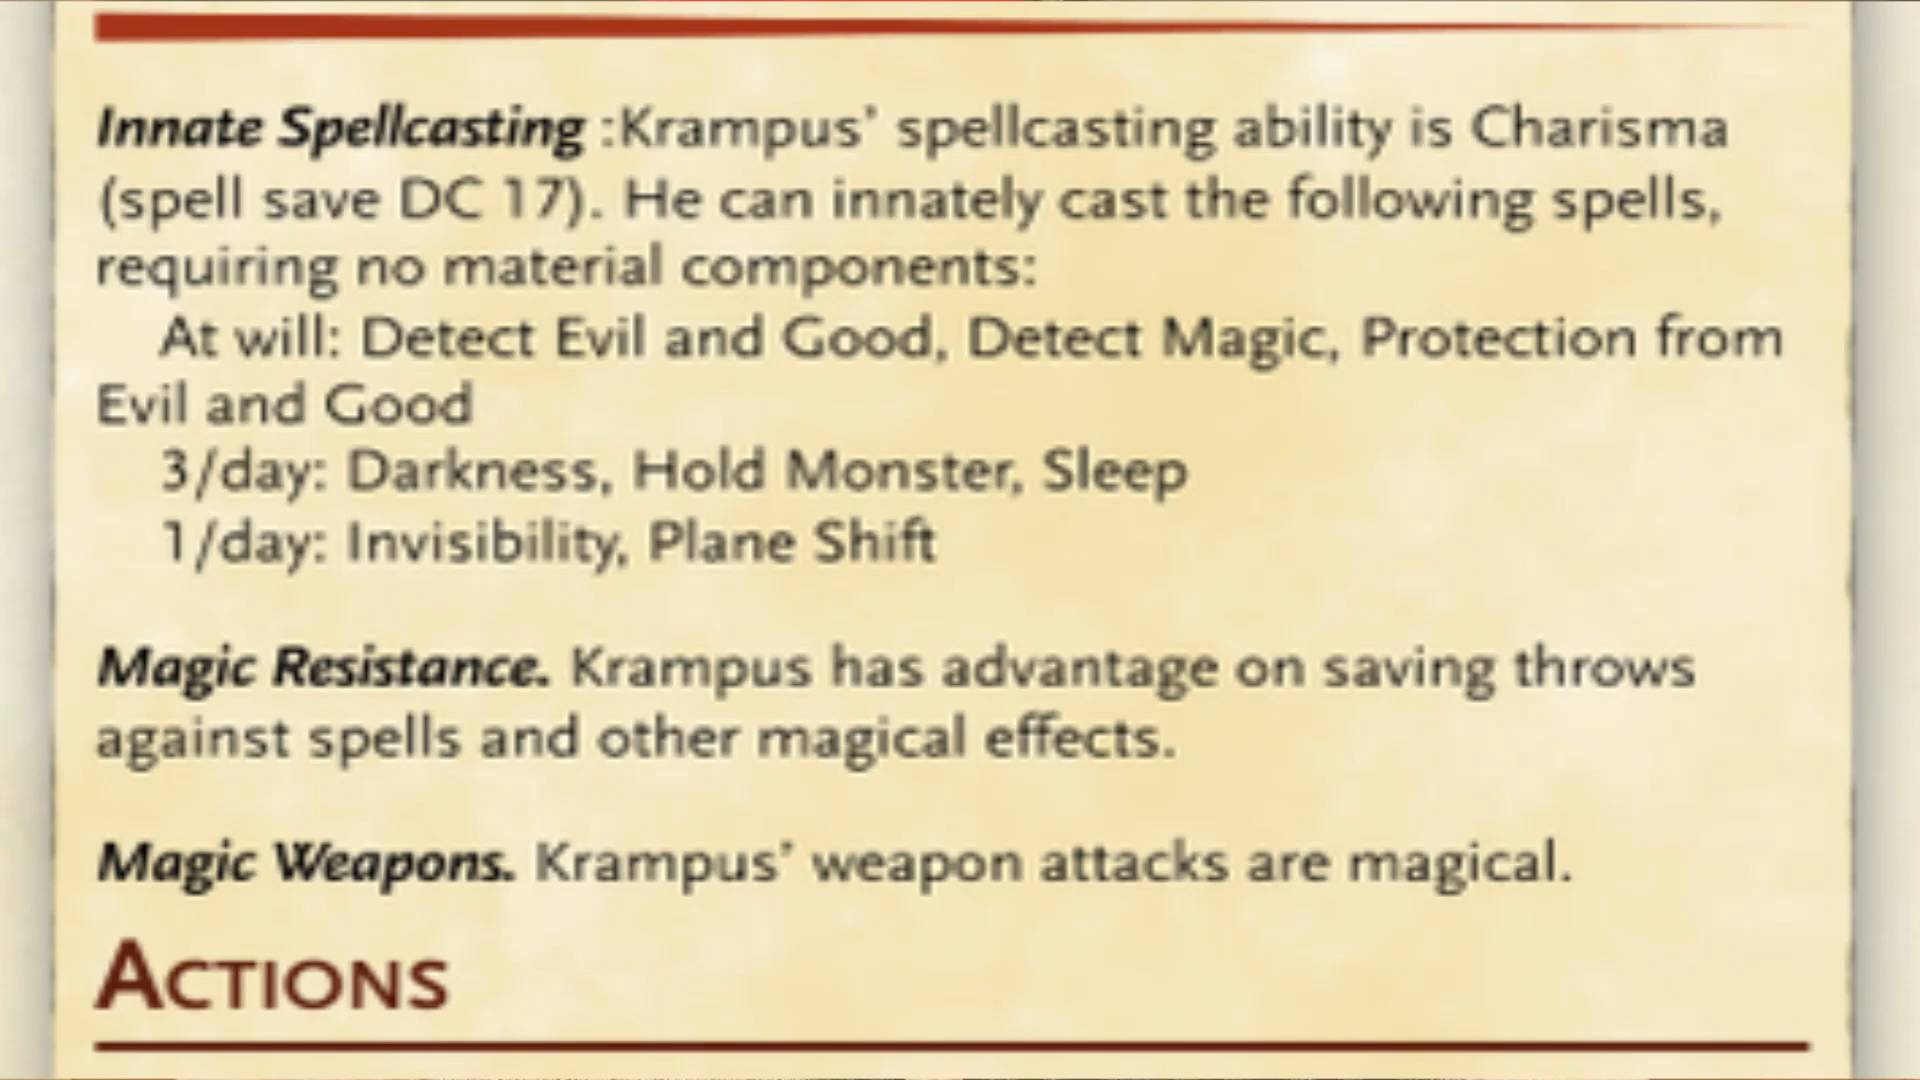 Innate Spellcasting :Krampus’ spellcasting ability is Charisma
(spell save DC 17). He can innately cast the following spells,
requiring no material components:
At will: Detect Evil and Good, Detect Magic, Protection from
Evil and Good
3/day: Darkness, Hold Monster, Sleep
1/day: Invisibility, Plane Shift
Magic Resistance. Krampus has advantage on saving throws
against spells and other magical effects.
Magic Weapons. Krampus’ weapon attacks are magical.
ACTIONS